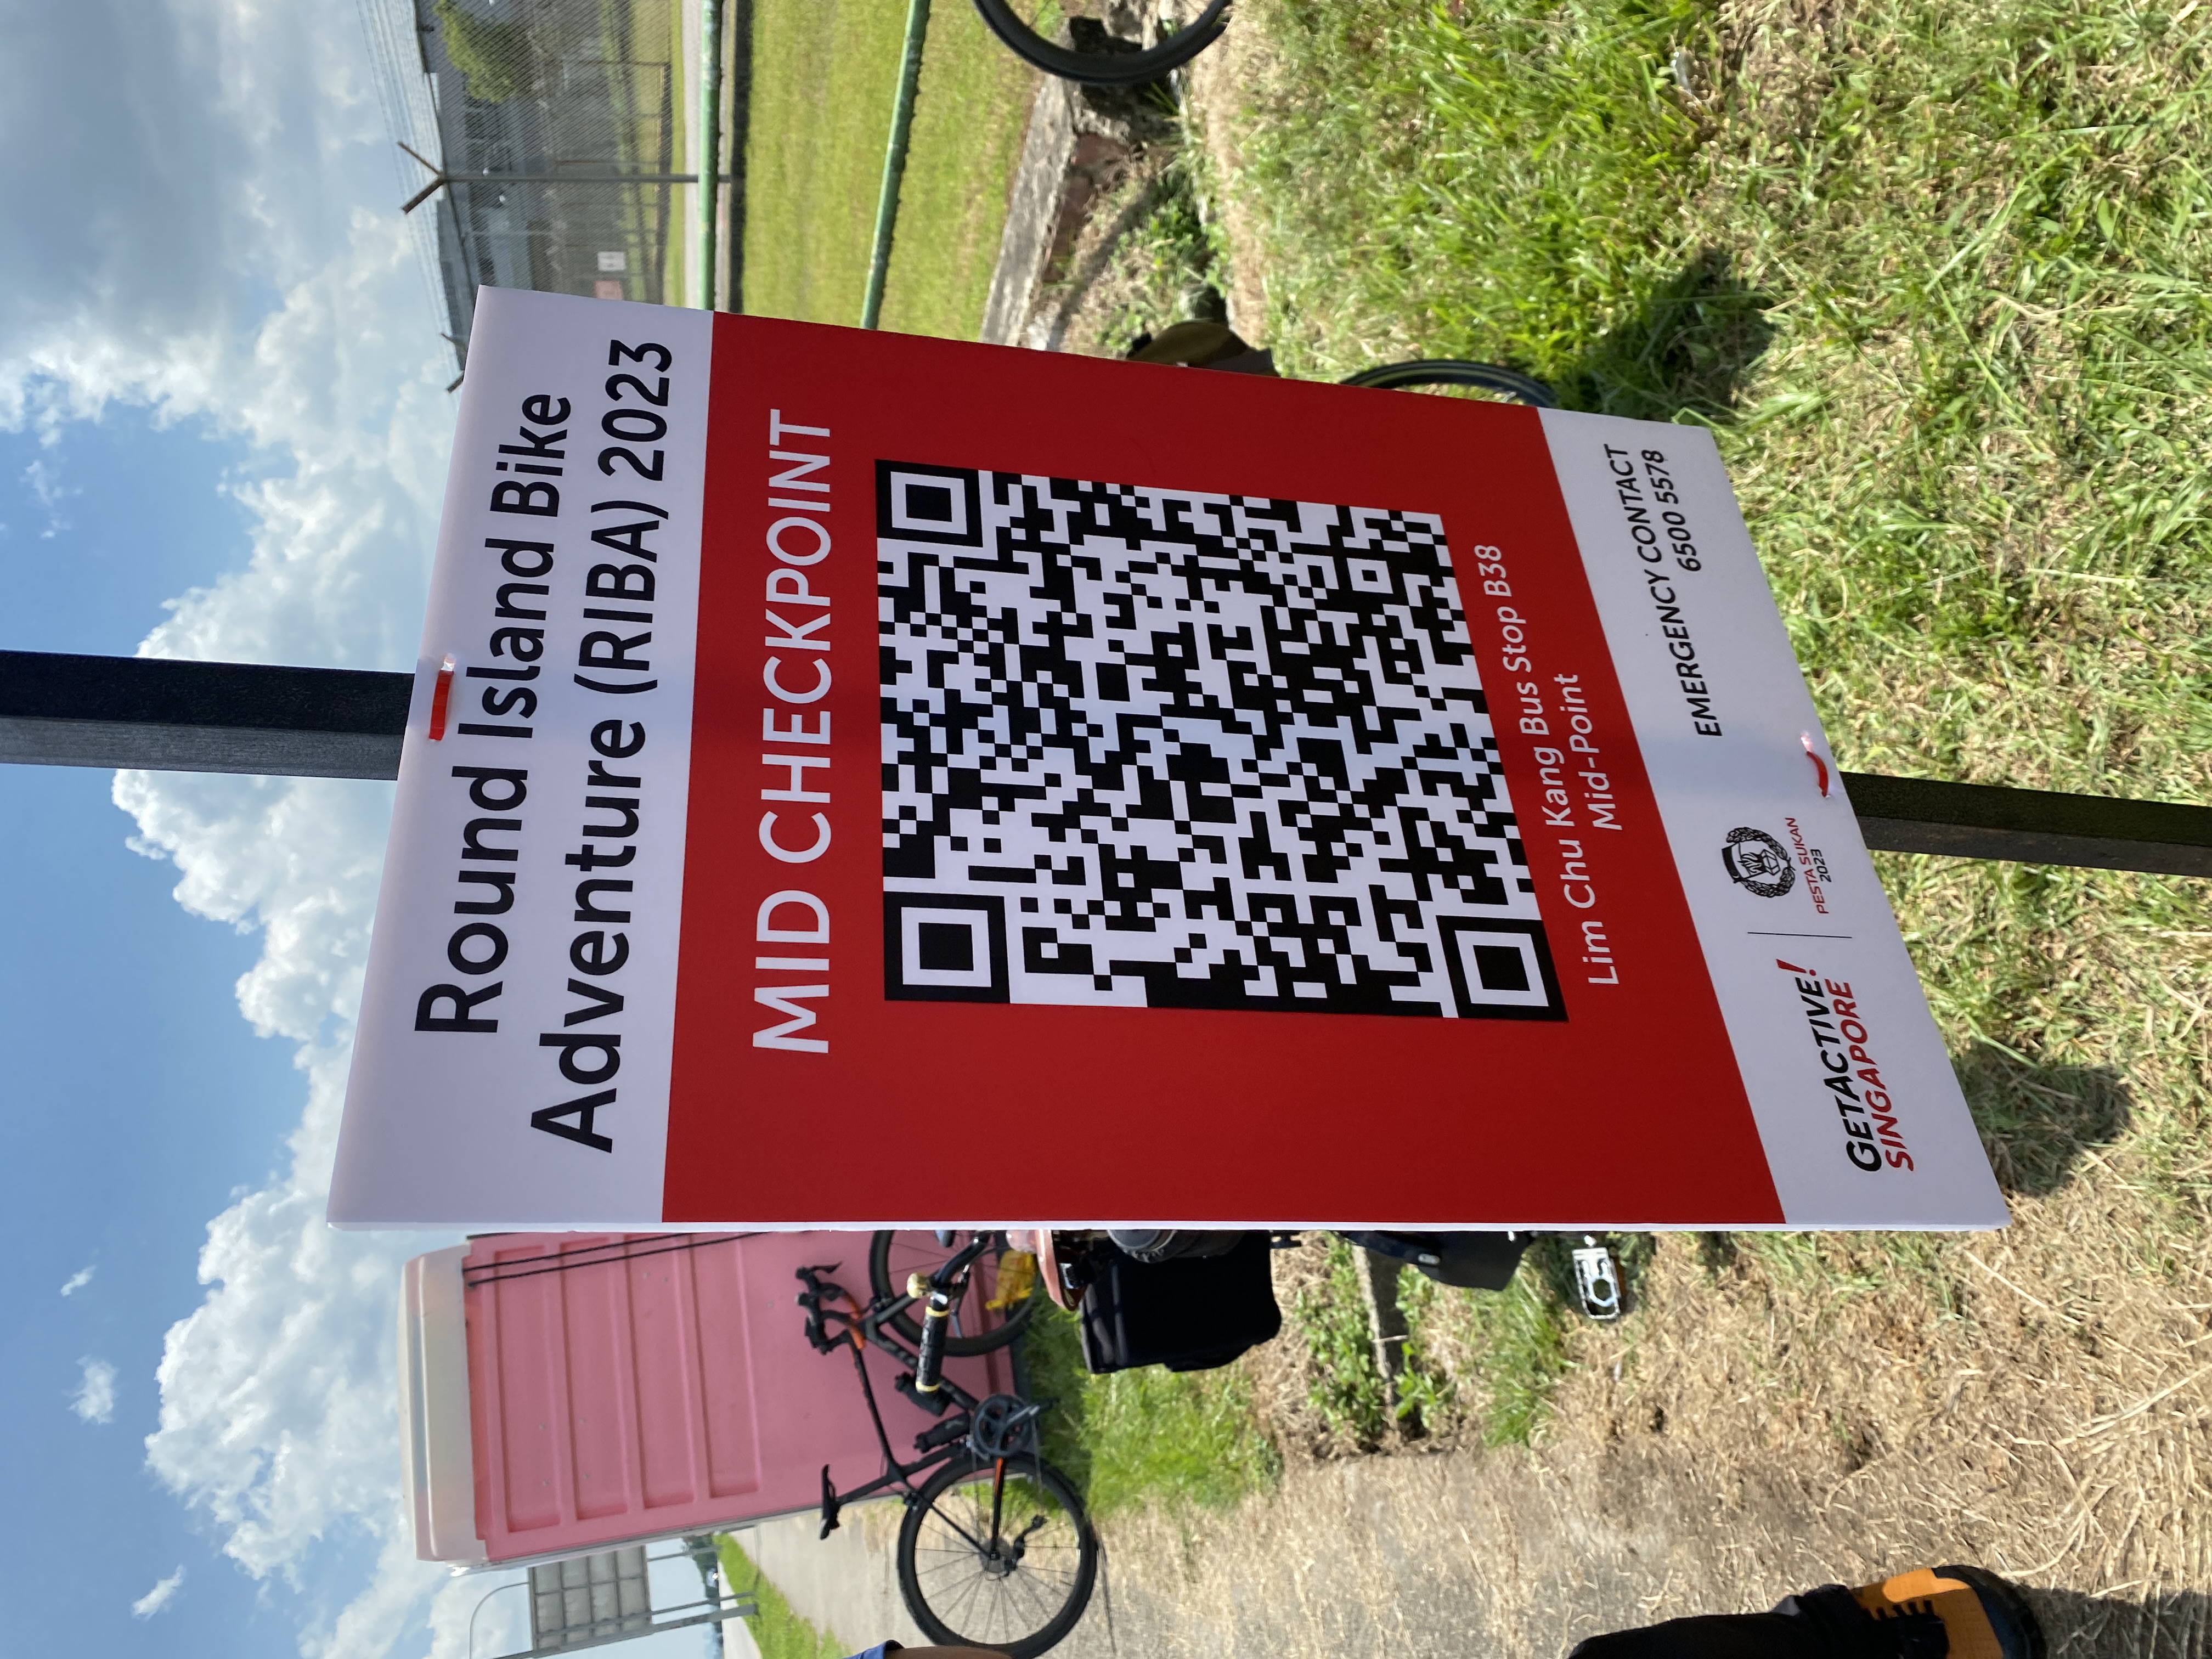 Round Island Bike
Adventure (RIBA) 2023
MID CHECKPOINT
Lim Chu Kang Bus Stop B38
Mid-Point
GETACTIVE!
SINGAPORE
PESTA SUKAN
2023
EMERGENCY CONTACT
6500 5578